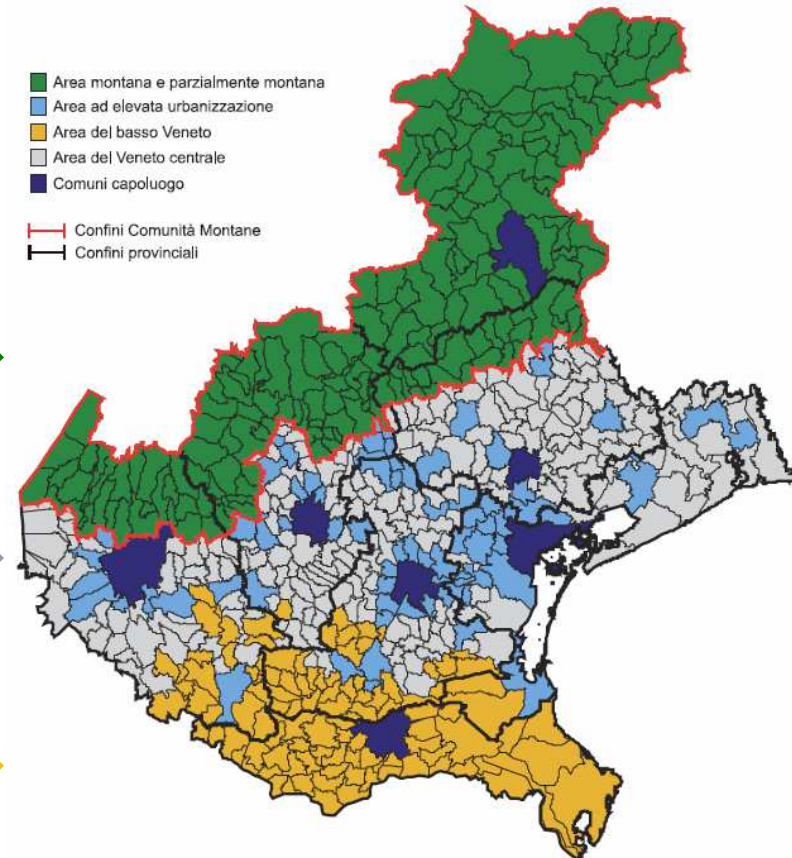 Area montana e parzialmente montana
Area ad elevata urbanizzazione
Area del basso Veneto
Area del Veneto centrale
Comuni capoluogo
Confini Comunità Montane
Confini provinciali